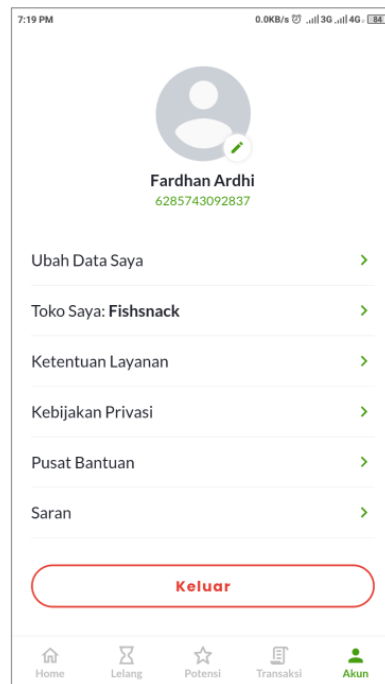 7:19 PM 0.0KB/s 3G 4G 84
Fardhan Ardhi
6285743092837
Ubah Data Saya
Toko Saya: Fishsnack
Ketentuan Layanan
Kebijakan Privasi
Pusat Bantuan
Saran
Keluar
Home Lelang Potensi Transaksi Akun